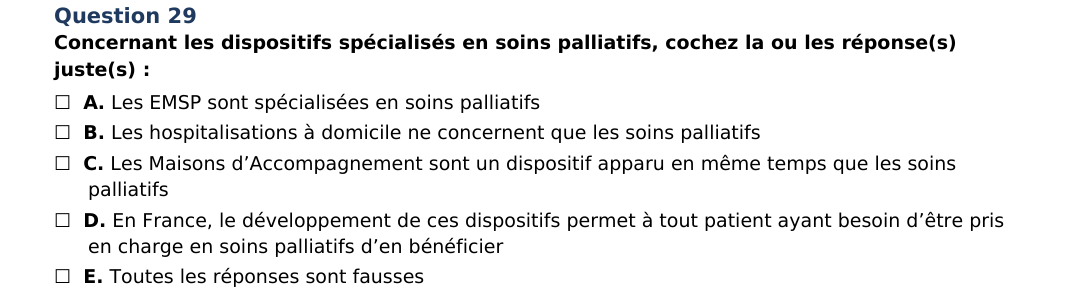 Question 29
Concernant les dispositifs spécialisés en soins palliatifs, cochez la ou les réponse(s)
juste(s) :
☐ A. Les EMSP sont spécialisées en soins palliatifs
☐ B. Les hospitalisations à domicile ne concernent que les soins palliatifs
☐ C. Les Maisons d’Accompagnement sont un dispositif apparu en même temps que les soins
palliatifs
☐ D. En France, le développement de ces dispositifs permet à tout patient ayant besoin d’être pris
en charge en soins palliatifs d’en bénéficier
☐ E. Toutes les réponses sont fausses